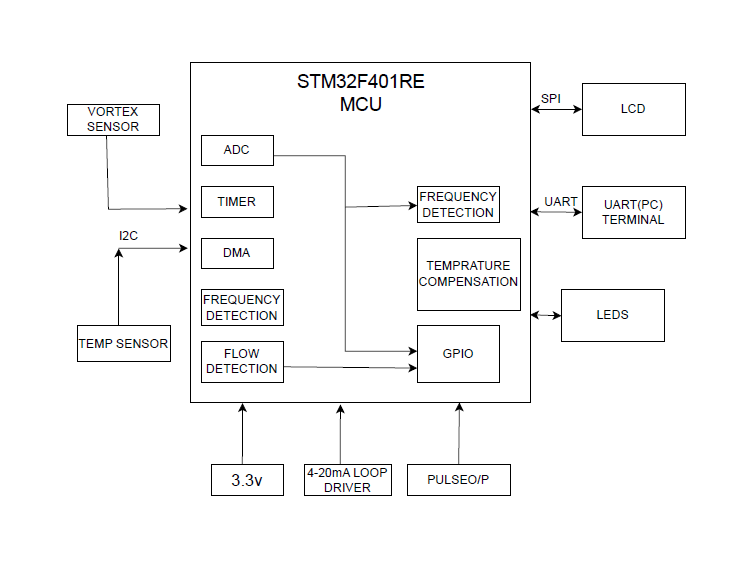 STM32F401RE
MCU
VORTEX
SENSOR
ADC
TIMER
I2C
DMA
FREQUENCY
DETECTION
TEMP SENSOR
FLOW
DETECTION
FREQUENCY
DETECTION
TEMPRATURE
COMPENSATION
GPIO
SPI
LCD
UART
UART(PC)
TERMINAL
LEDS
3.3v
4-20mA LOOP
DRIVER
PULSEO/P